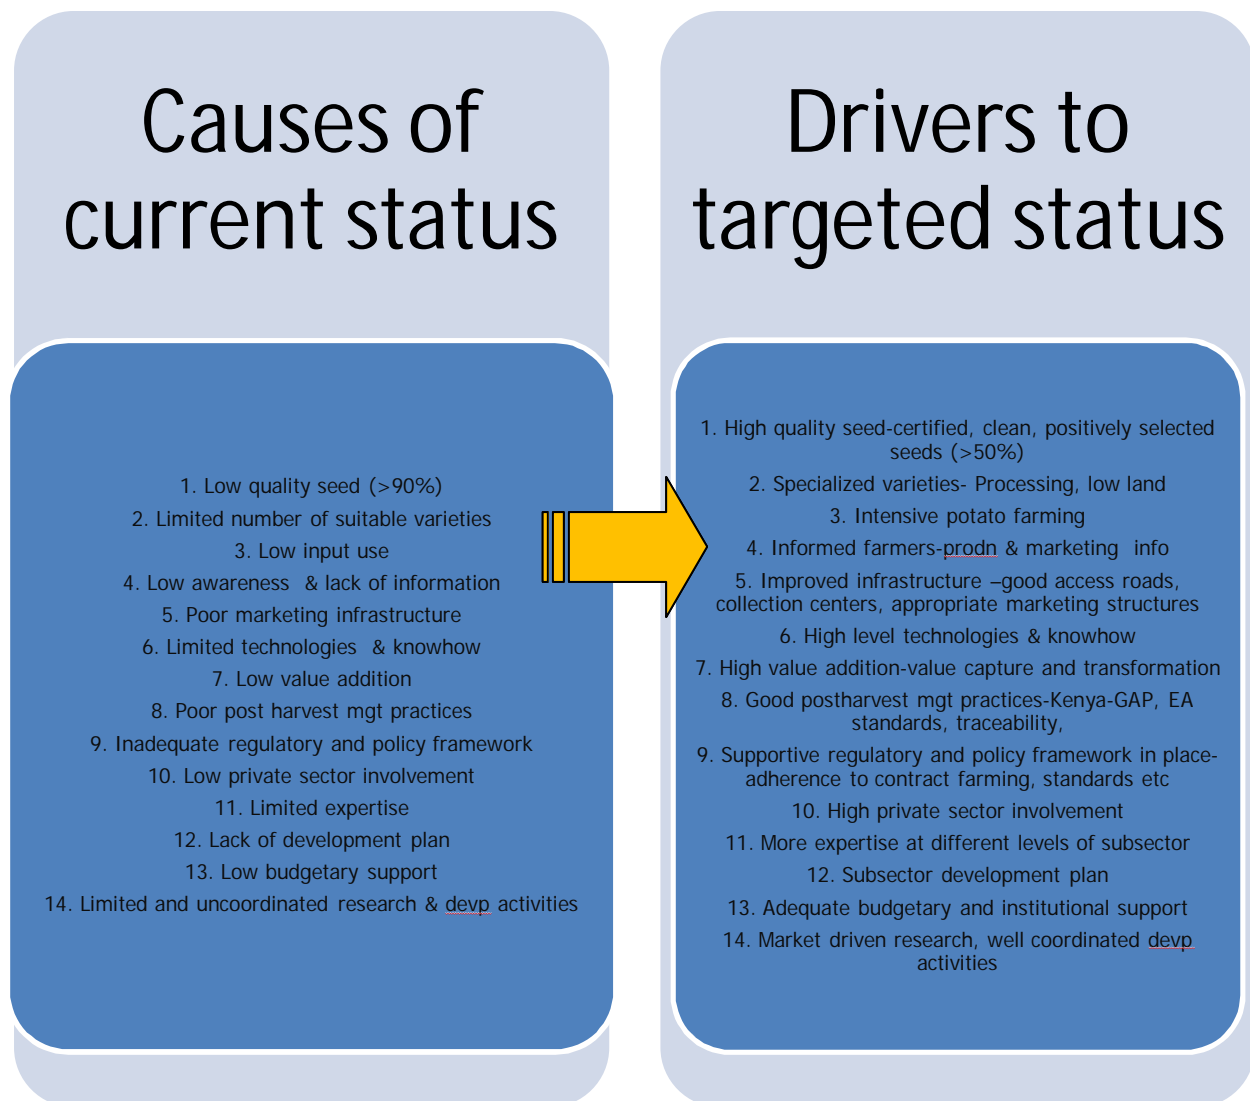 Causes of
current status
1. Low quality seed (>90%)
2. Limited number of suitable varieties
3. Low input use
4. Low awareness & lack of information
5. Poor marketing infrastructure
6. Limited technologies & knowhow
7. Low value addition
8. Poor post harvest mgt practices
9. Inadequate regulatory and policy framework
10. Low private sector involvement
11. Limited expertise
12. Lack of development plan
13. Low budgetary support
14. Limited and uncoordinated research & devp activities
Drivers to
targeted status
1. High quality seed-certified, clean, positively selected
seeds (>50%)
2. Specialized varieties- Processing, low land
3. Intensive potato farming
4. Informed farmers-prodn & marketing info
5. Improved infrastructure –good access roads,
collection centers, appropriate marketing structures
6. High level technologies & knowhow
7. High value addition-value capture and transformation
8. Good postharvest mgt practices-Kenya-GAP, EA
standards, traceability,
9. Supportive regulatory and policy framework in place-
adherence to contract farming, standards etc
10. High private sector involvement
11. More expertise at different levels of subsector
12. Subsector development plan
13. Adequate budgetary and institutional support
14. Market driven research, well coordinated devp
activities